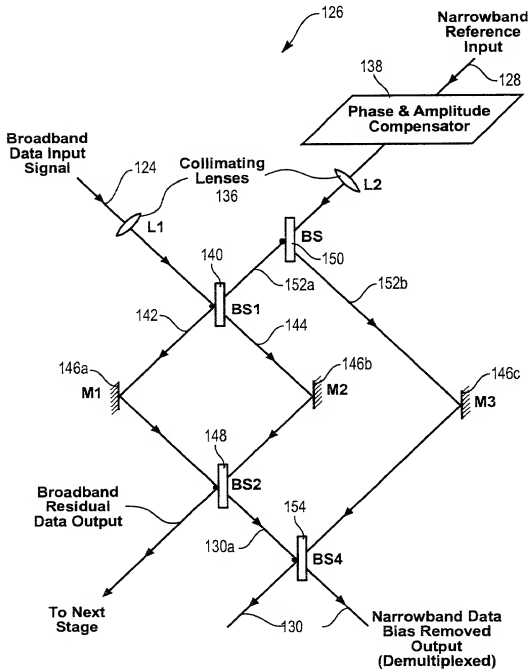 126
Narrowband
Reference
Input
138
128
Phase & Amplitude
Compensator
Broadband
Data Input
Signal
124
Collimating
Lenses
136
L1
L2
BS
150
140
152a
152b
142
BS1
144
146a
146b
146c
M1
M2
M3
148
BS2
Broadband
Residual
Data Output
154
130a
BS4
To Next
Stage
130
Narrowband Data
Bias Removed
Output
(Demultiplexed)